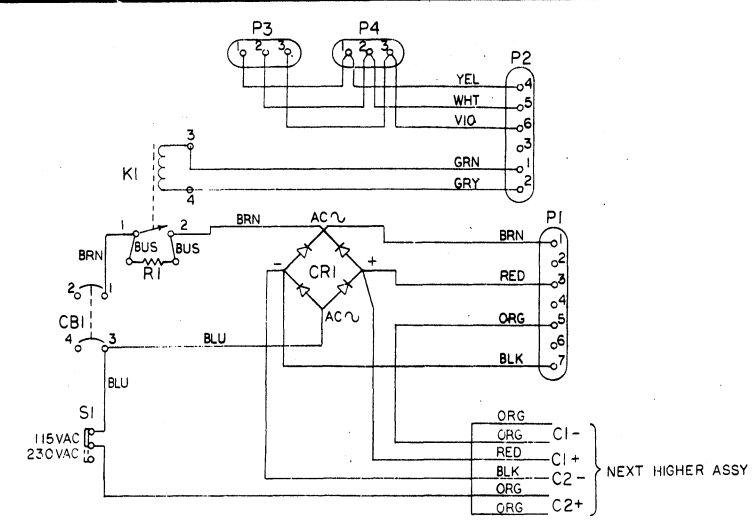 P3 P4
1 2 3 1 2 3
P2
YEL 4
WHT 5
VIO 6
3
GRN 1
GRY 2
3
K1
4
P1
1 2 BRN AC
BRN 1
BUS BUS
BRN R1
2
- CR1 +
RED 3
2 1
4
CB1 AC
ORG 5
4 3 BLU
6
BLK 7
BLU
S1
115VAC
230VAC
ORG
ORG C1-
RED C1+
BLK C2-
NEXT HIGHER ASSY
ORG
ORG C2+